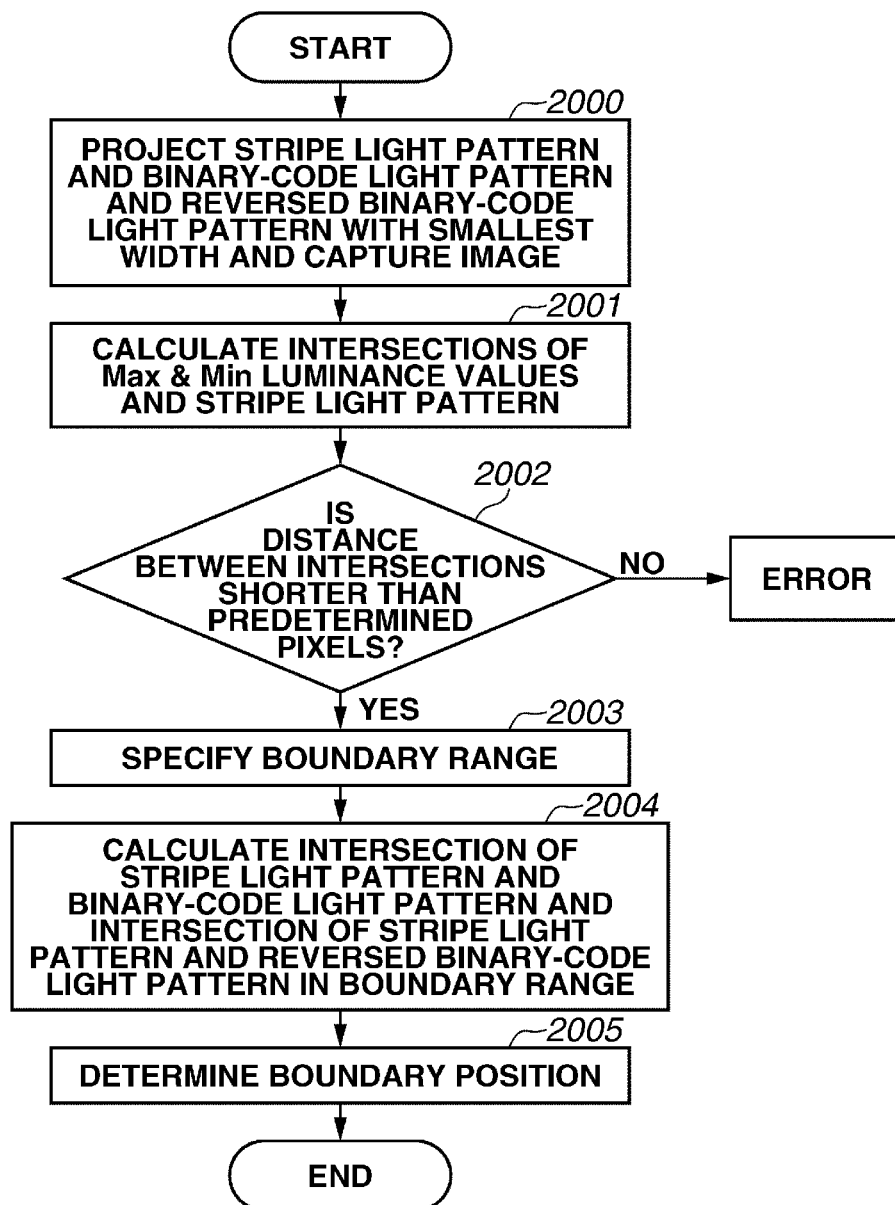 START
2000
PROJECT STRIPE LIGHT PATTERN
AND BINARY-CODE LIGHT PATTERN
AND REVERSED BINARY-CODE
LIGHT PATTERN WITH SMALLEST
WIDTH AND CAPTURE IMAGE
2001
CALCULATE INTERSECTIONS OF
Max & Min LUMINANCE VALUES
AND STRIPE LIGHT PATTERN
2002
IS
DISTANCE
BETWEEN INTERSECTIONS
SHORTER THAN
PREDETERMINED
PIXELS?
NO
ERROR
YES
2003
SPECIFY BOUNDARY RANGE
2004
CALCULATE INTERSECTION OF
STRIPE LIGHT PATTERN AND
BINARY-CODE LIGHT PATTERN AND
INTERSECTION OF STRIPE LIGHT
PATTERN AND REVERSED BINARY-CODE
LIGHT PATTERN IN BOUNDARY RANGE
2005
DETERMINE BOUNDARY POSITION
END